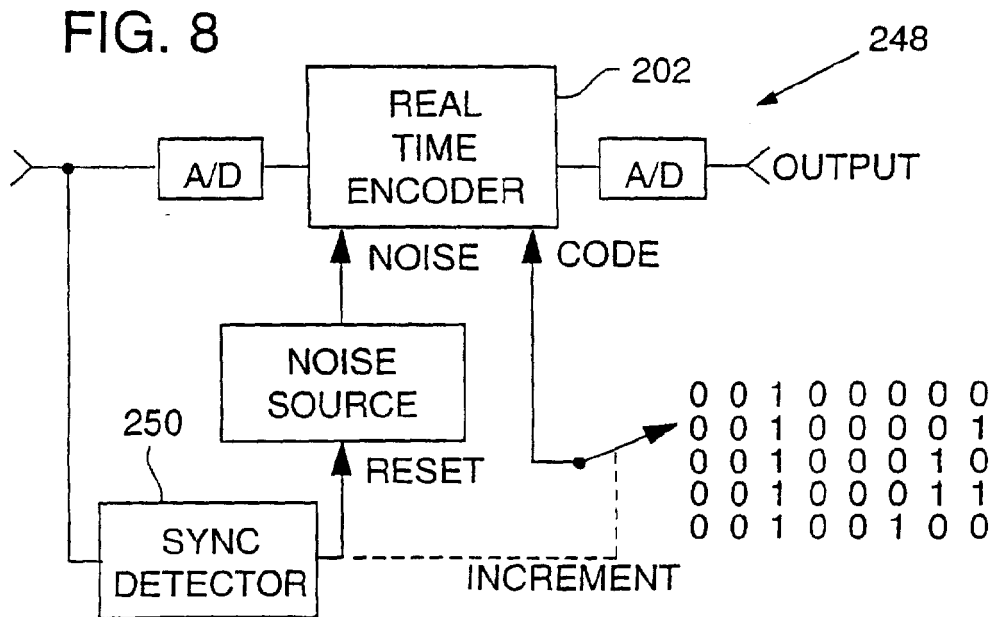 FIG. 8
248
202
REAL
TIME
ENCODER
A/D
A/D
OUTPUT
NOISE
CODE
NOISE
SOURCE
250
RESET
SYNC
DETECTOR
INCREMENT
0 0 1 0 0 0 0 0
0 0 1 0 0 0 0 1
0 0 1 0 0 0 1 0
0 0 1 0 0 0 1 1
0 0 1 0 0 1 0 0